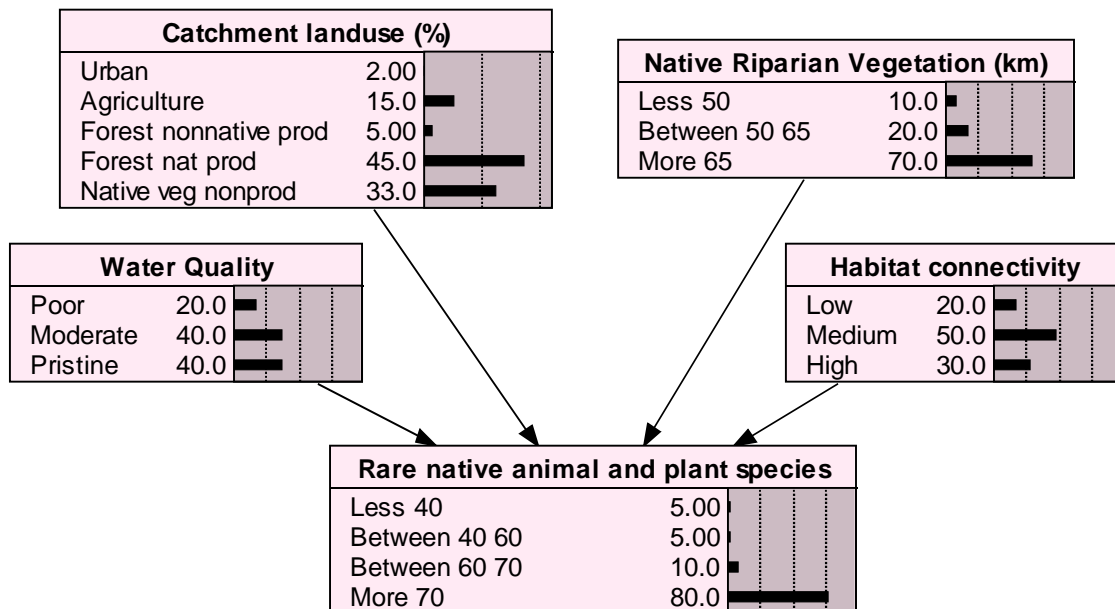 Catchment landuse (%)
Urban 2.00
Agriculture 15.0
Forest nonnative prod 5.00
Forest nat prod 45.0
Native veg nonprod 33.0
Native Riparian Vegetation (km)
Less 50 10.0
Between 50 65 20.0
More 65 70.0
Water Quality
Poor 20.0
Moderate 40.0
Pristine 40.0
Habitat connectivity
Low 20.0
Medium 50.0
High 30.0
Rare native animal and plant species
Less 40 5.00
Between 40 60 5.00
Between 60 70 10.0
More 70 80.0